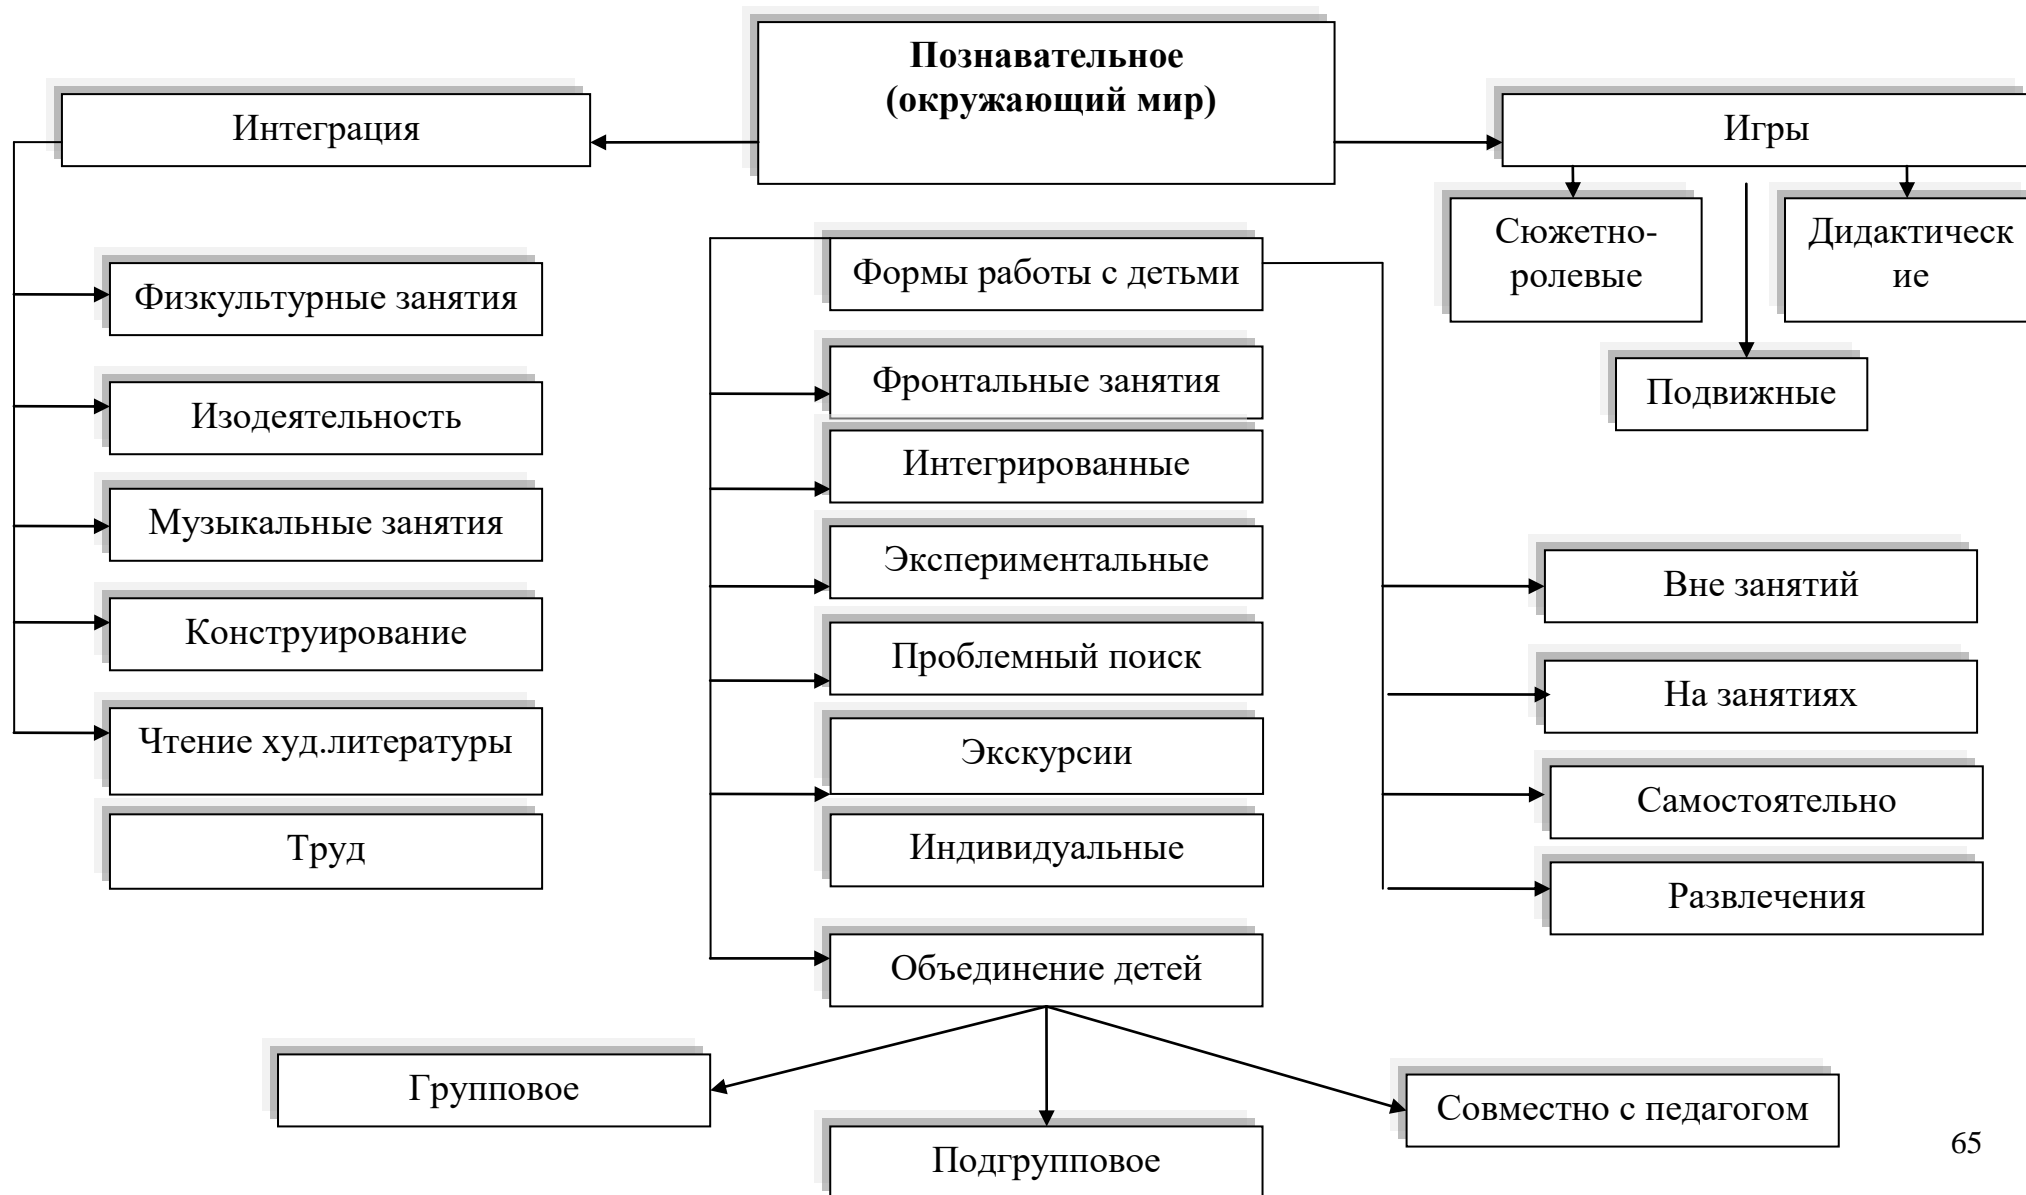 Познавательное
(окружающий мир)
Интеграция
Игры
Сюжетно-
ролевые
Дидактическ
ие
Подвижные
Физкультурные занятия
Изодеятельность
Музыкальные занятия
Конструирование
Чтение худ.литературы
Труд
Формы работы с детьми
Фронтальные занятия
Интегрированные
Экспериментальные
Проблемный поиск
Экскурсии
Индивидуальные
Объединение детей
Вне занятий
На занятиях
Самостоятельно
Развлечения
Групповое
Подгрупповое
Совместно с педагогом
65